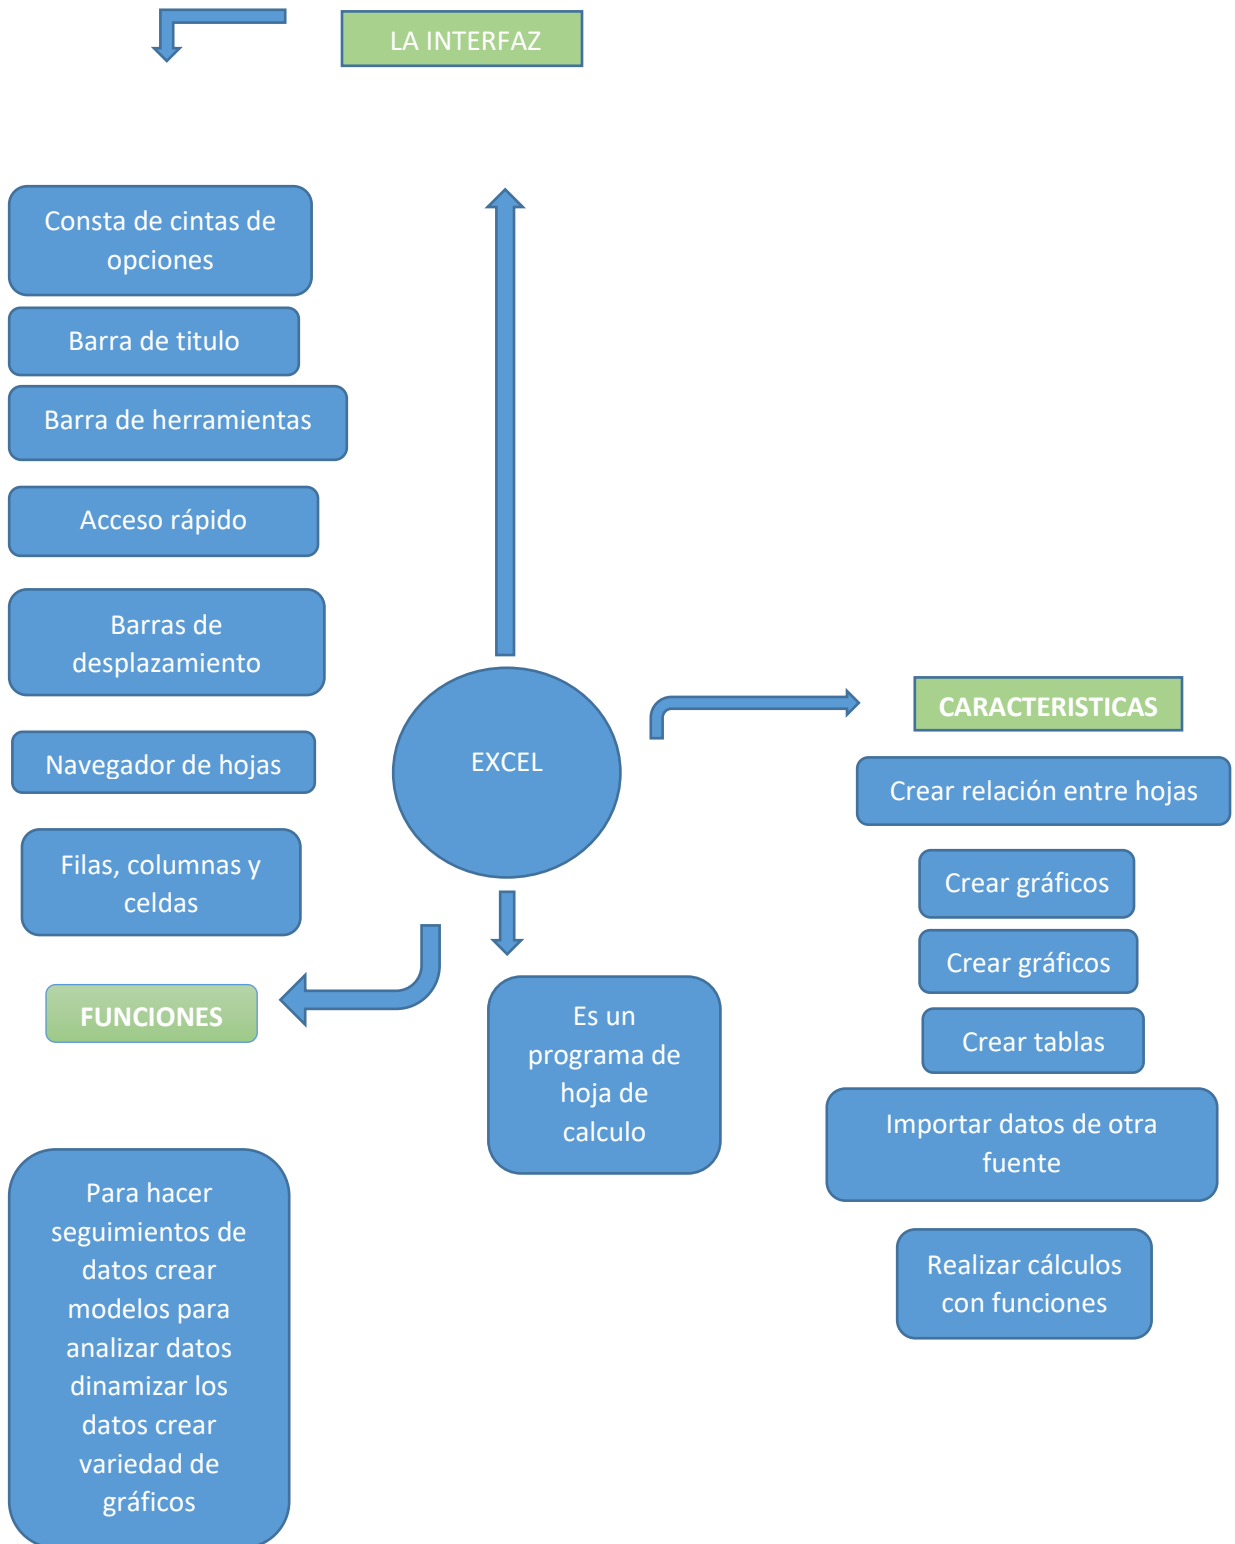 LA INTERFAZ
Consta de cintas de
opciones
Barra de titulo
Barra de herramientas
Acceso rápido
Barras de
desplazamiento
Navegador de hojas
Filas, columnas y
celdas
EXCEL
CARACTERISTICAS
Crear relación entre hojas
Crear gráficos
Crear gráficos
Crear tablas
Importar datos de otra
fuente
Realizar cálculos
con funciones
FUNCIONES
Es un
programa de
hoja de
calculo
Para hacer
seguimientos de
datos crear
modelos para
analizar datos
dinamizar los
datos crear
variedad de
gráficos